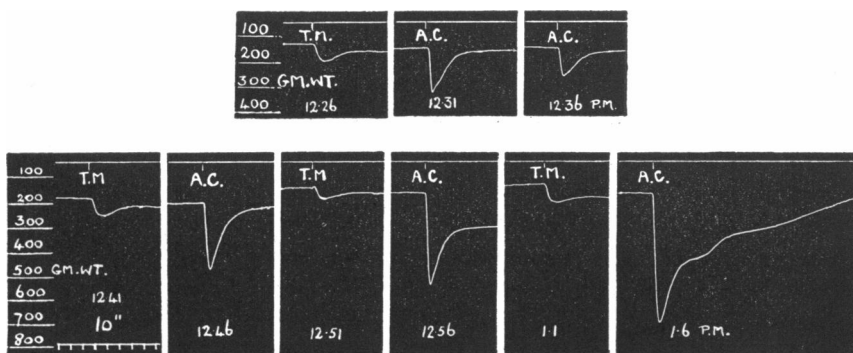 100
200
300
400
GM.WT.
T.M.
12·26
A.C.
12·31
A.C.
12·36 P.M.
100
200
300
400
500
600
700
800
GM.WT.
T.M
12.41
10"
A.C.
12.46
T.M
12.51
A.C.
12.56
T.M.
1.1
A.C.
1.6 P.M.